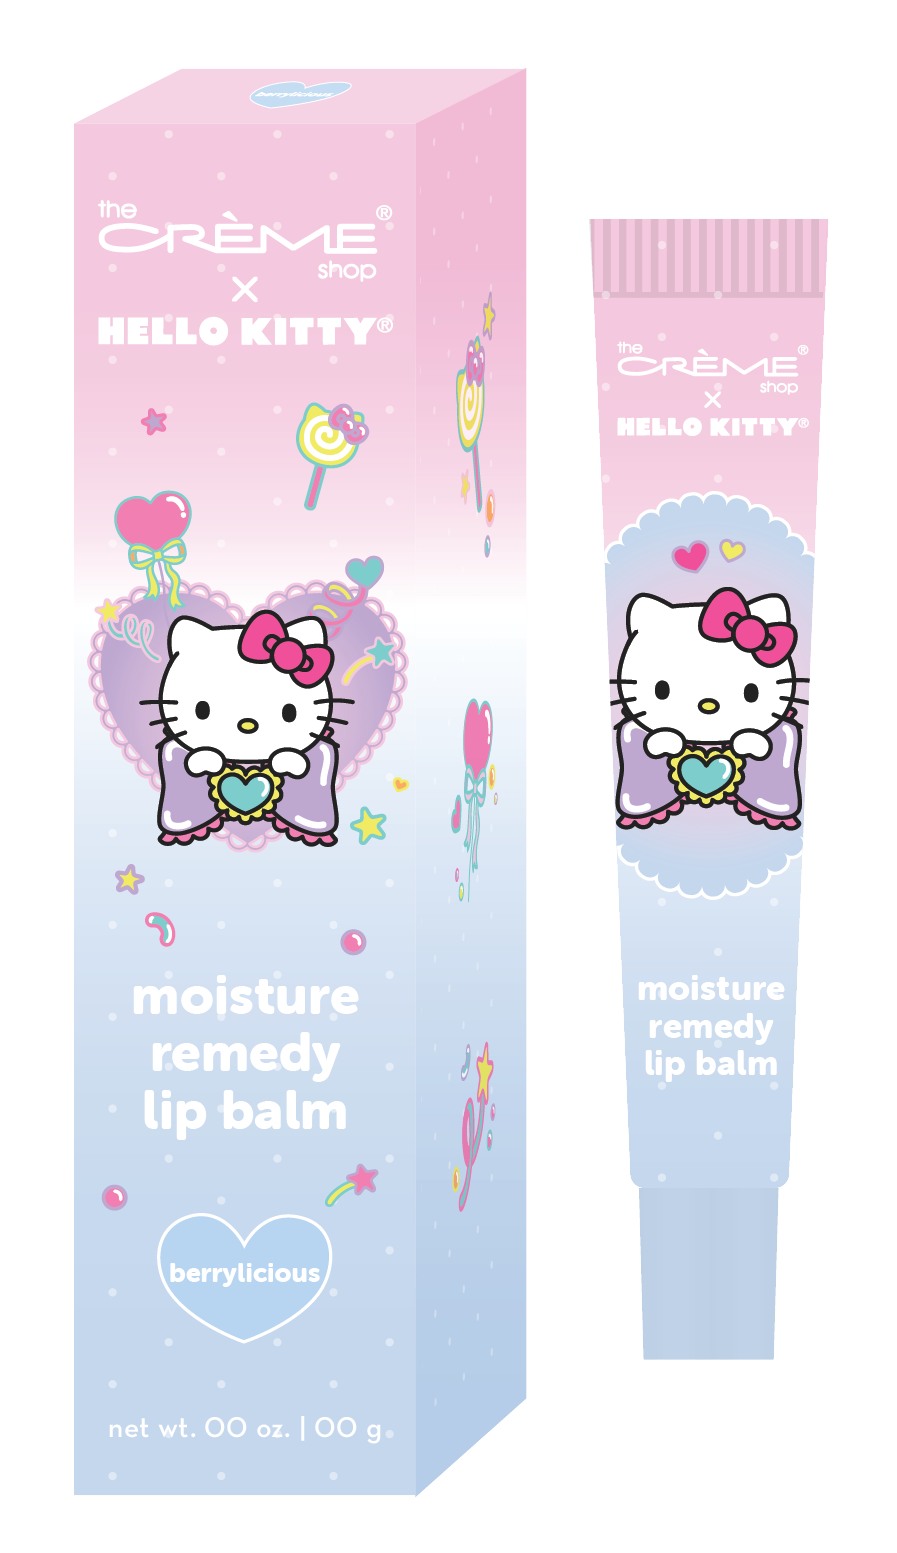 berrylicious
the
CRÈME®
shop
×
HELLO KITTY®
moisture
remedy
lip balm
berrylicious
net wt. 00 oz. | 00 g
the
CRÈME®
shop
×
HELLO KITTY®
moisture
remedy
lip balm